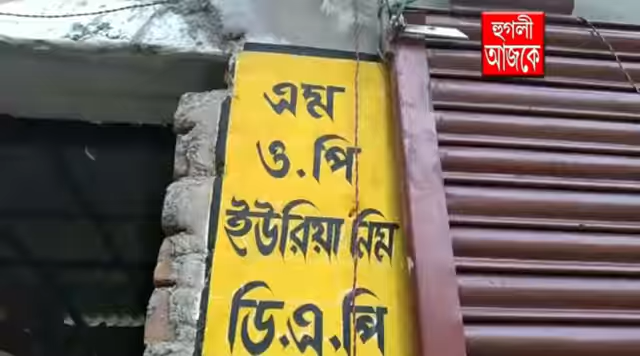 হুগলী
আজকে
এম
ও.পি
ইউরিয়া নিম্ন
ডি.এ.পি